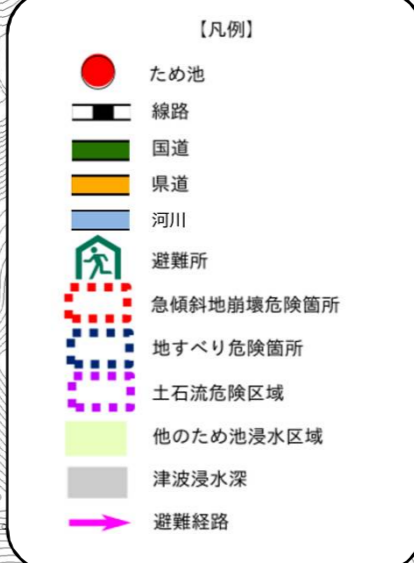 【凡例】
ため池
線路
国道
県道
河川
避難所
急傾斜地崩壊危険箇所
地すべり危険箇所
土石流危険区域
他のため池浸水区域
津波浸水深
避難経路